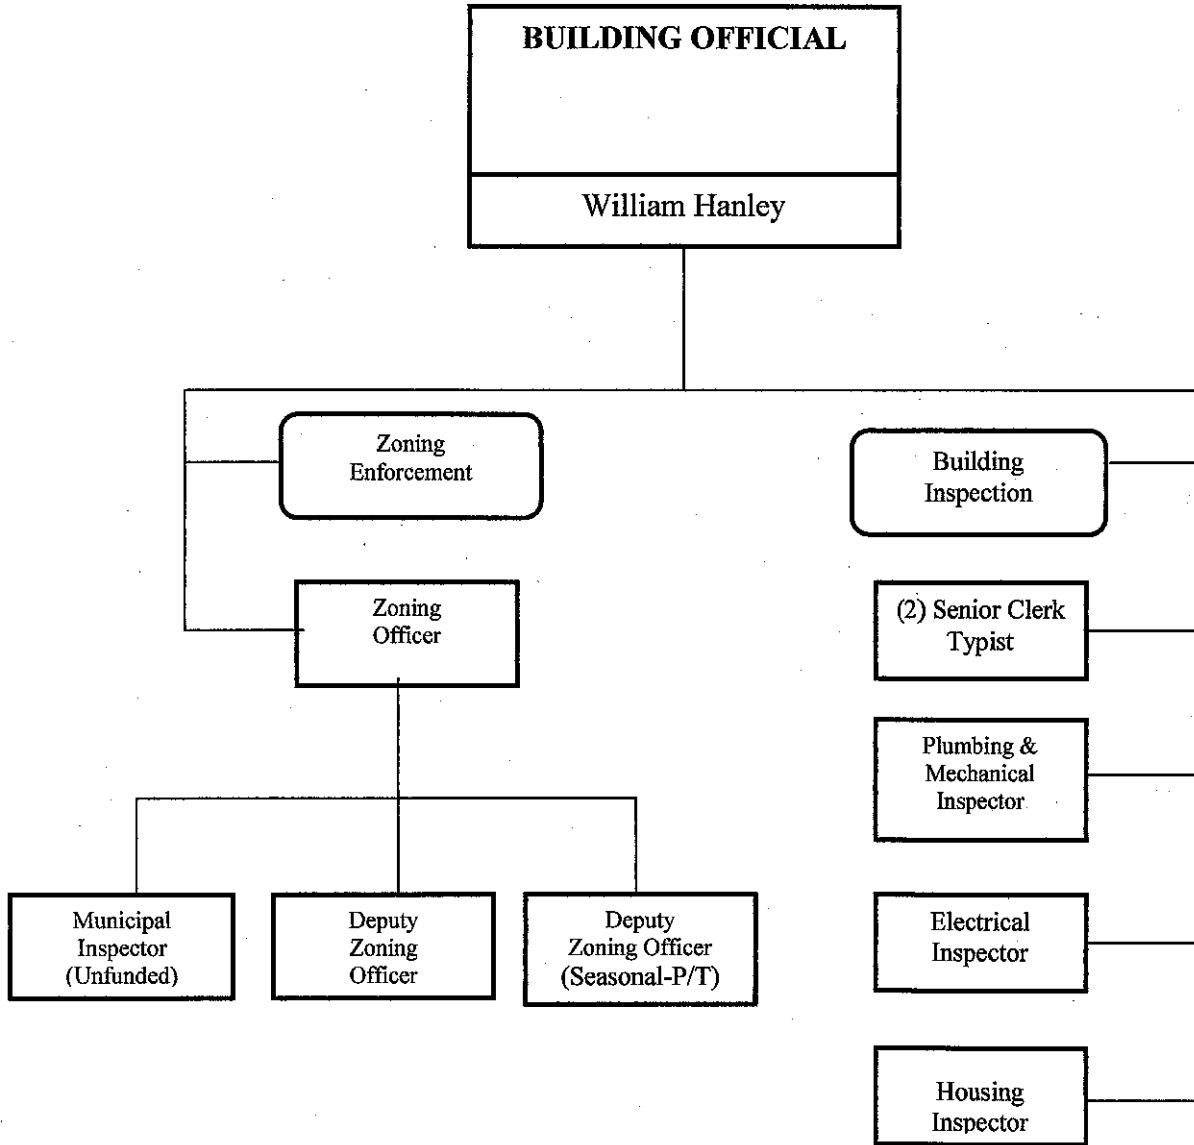 BUILDING OFFICIAL
William Hanley
Zoning
Enforcement
Building
Inspection
Zoning
Officer
(2) Senior Clerk
Typist
Plumbing &
Mechanical
Inspector
Municipal
Inspector
(Unfunded)
Deputy
Zoning
Officer
Deputy
Zoning Officer
(Seasonal-P/T)
Electrical
Inspector
Housing
Inspector